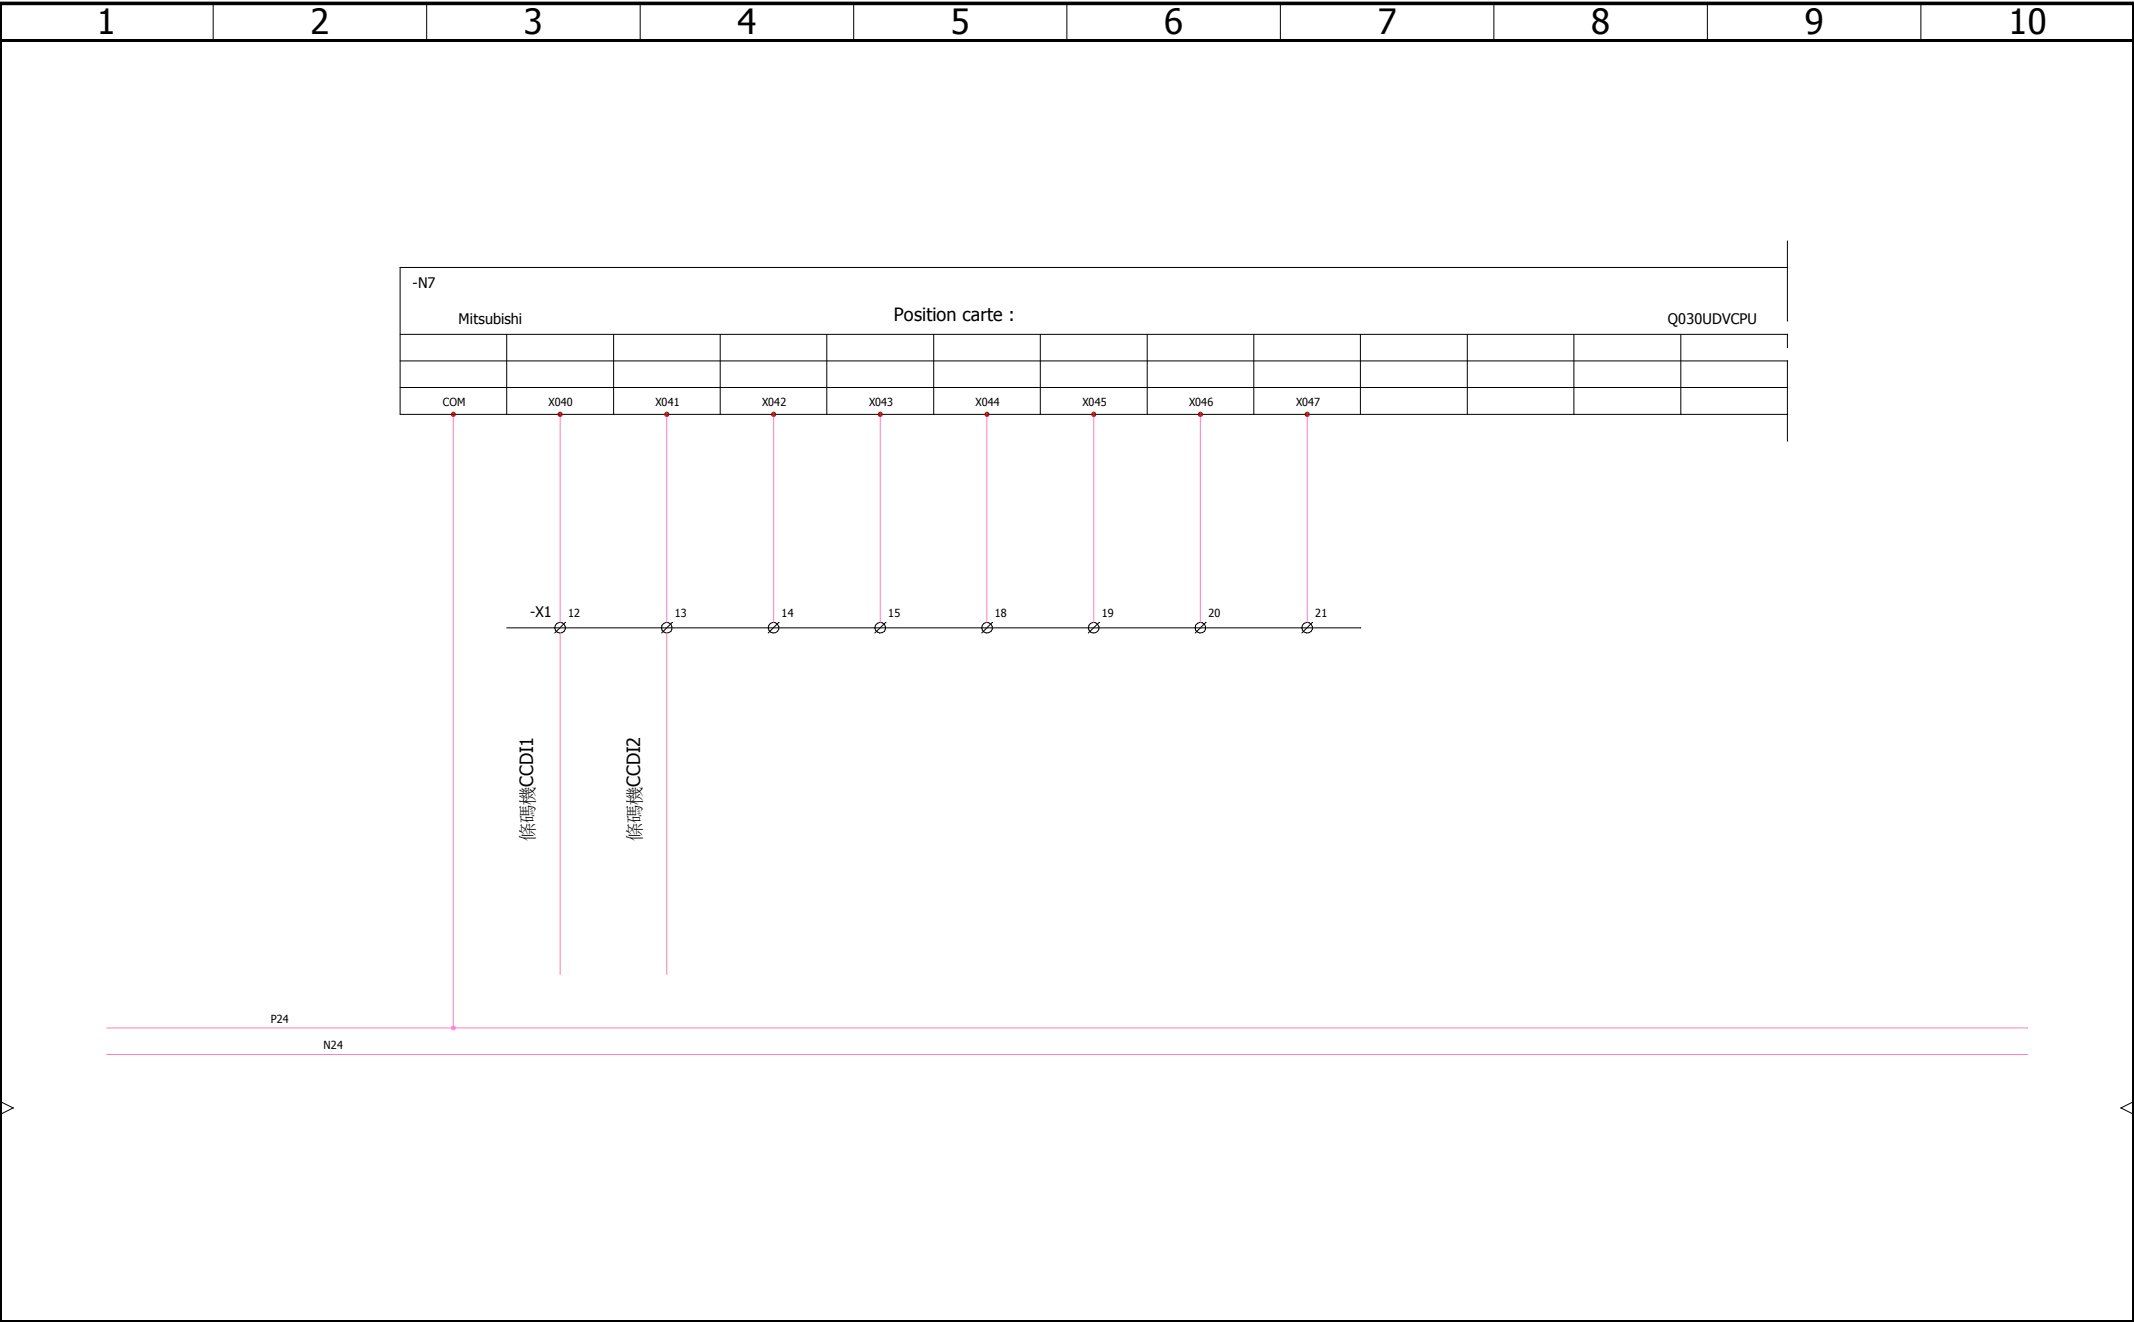 1 2 3 4 5 6 7 8 9 10
-N7
Mitsubishi Position carte : Q030UDVCPU
COM X040 X041 X042 X043 X044 X045 X046 X047
-X1 12 13 14 15 18 19 20 21
條碼機CCDI1
條碼機CCDI2
P24
N24